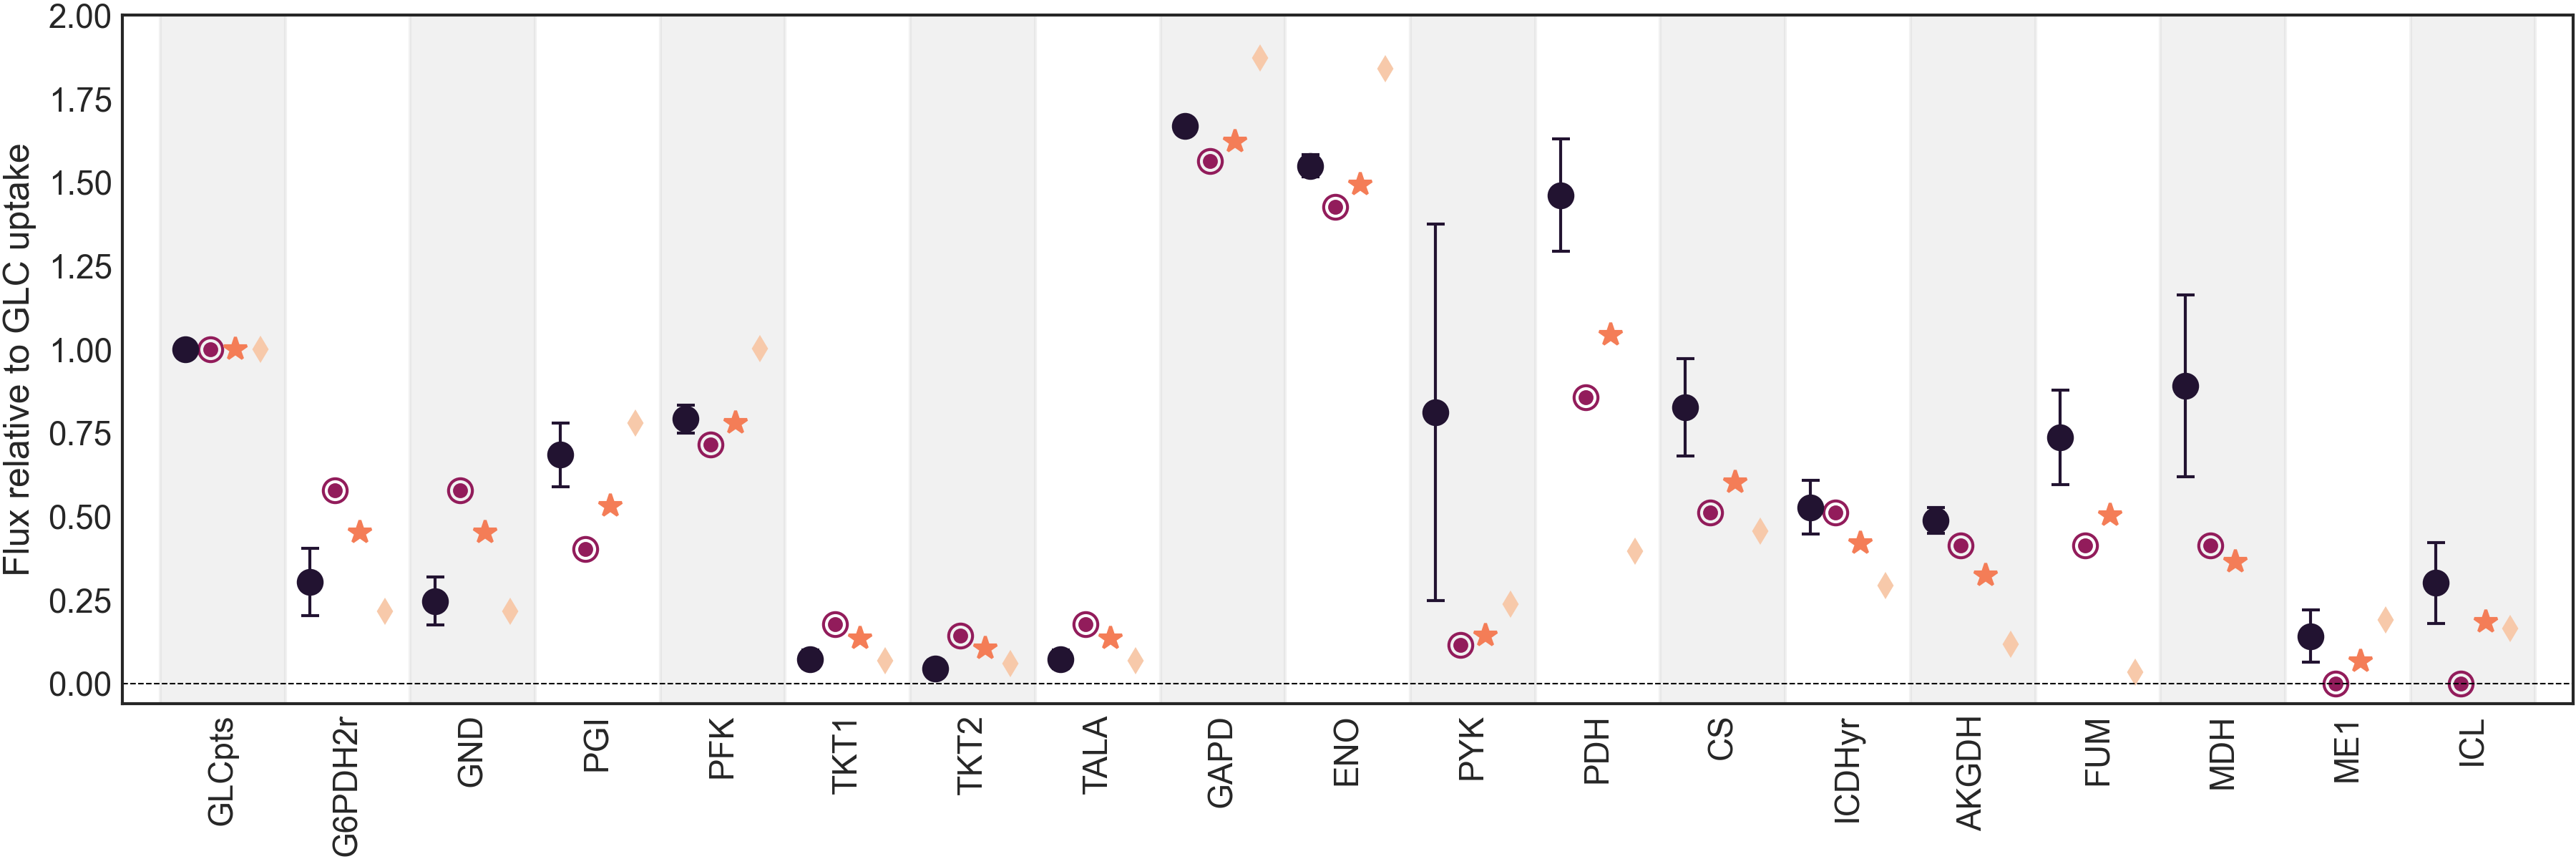 Flux relative to GLC uptake
2.00
1.75
1.50
1.25
1.00
0.75
0.50
0.25
0.00
GLCpts
G6PDH2r
GND
PGI
PFK
TKT1
TKT2
TALA
GAPD
ENO
PYK
PDH
CS
ICDHyr
AKGDH
FUM
MDH
ME1
ICL